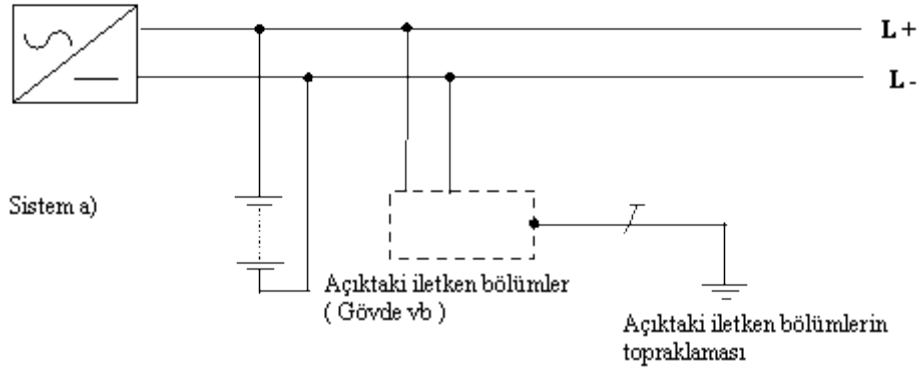 L +
L -
Sistem a)
Açıktaki iletken bölümler
( Gövde vb )
Açıktaki iletken bölümlerin
topraklaması